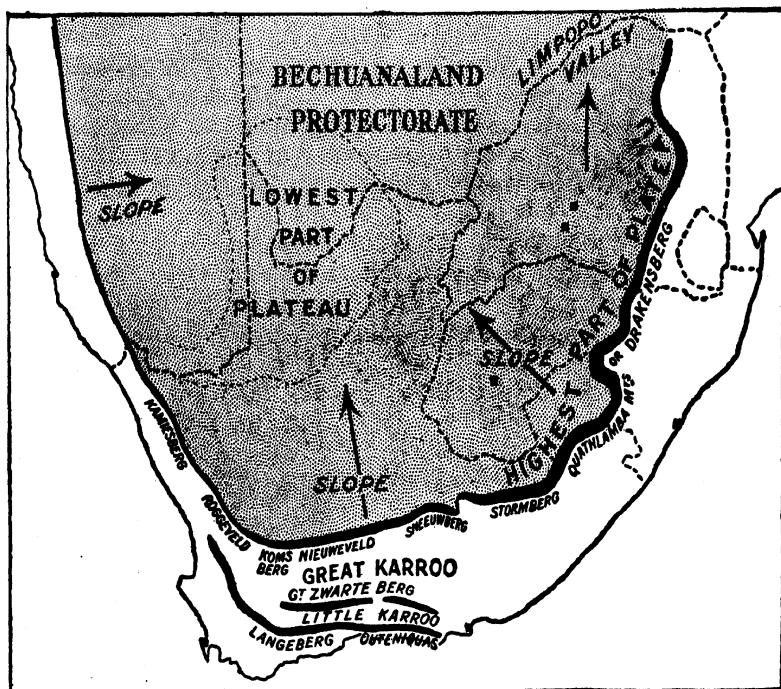 LIMPOPO
VALLEY
BECHUANALAND
PROTECTORATE
SLOPE
LOWEST
PART
OF
PLATEAU
HIGHEST PART OF PLATEAU
SLOPE
QUATHLAMBA MTS OR DRAKENSBERG
KAMIESBERG
SLOPE
ROGGEVELD
KOMS
BERG
NIEUWEVELD
SNEEUWBERG
STORMBERG
GREAT KARROO
GT ZWARTE BERG
LITTLE KARROO
LANGEBERG
OUTENIQUAS